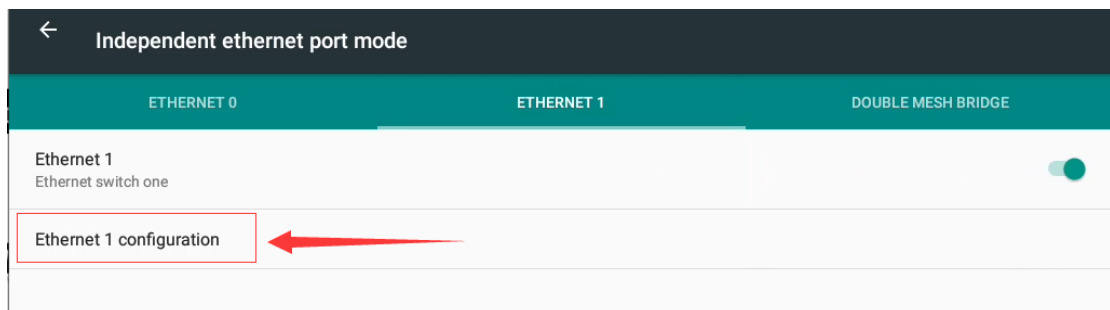 Independent ethernet port mode
ETHERNET 0
ETHERNET 1
DOUBLE MESH BRIDGE
Ethernet 1
Ethernet switch one
Ethernet 1 configuration